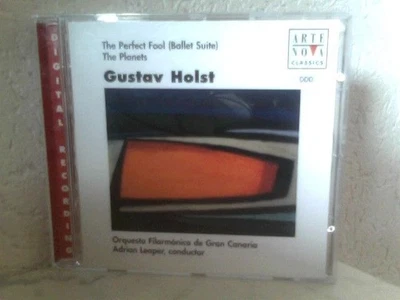 The Perfect Fool (Ballet Suite)
The Planets
Gustav Holst
ARTE
NOVA
CLASSICS
DDD
DIGITAL RECORDING
Orquesta Filarmónica de Gran Canaria
Adrian Leaper, conductor